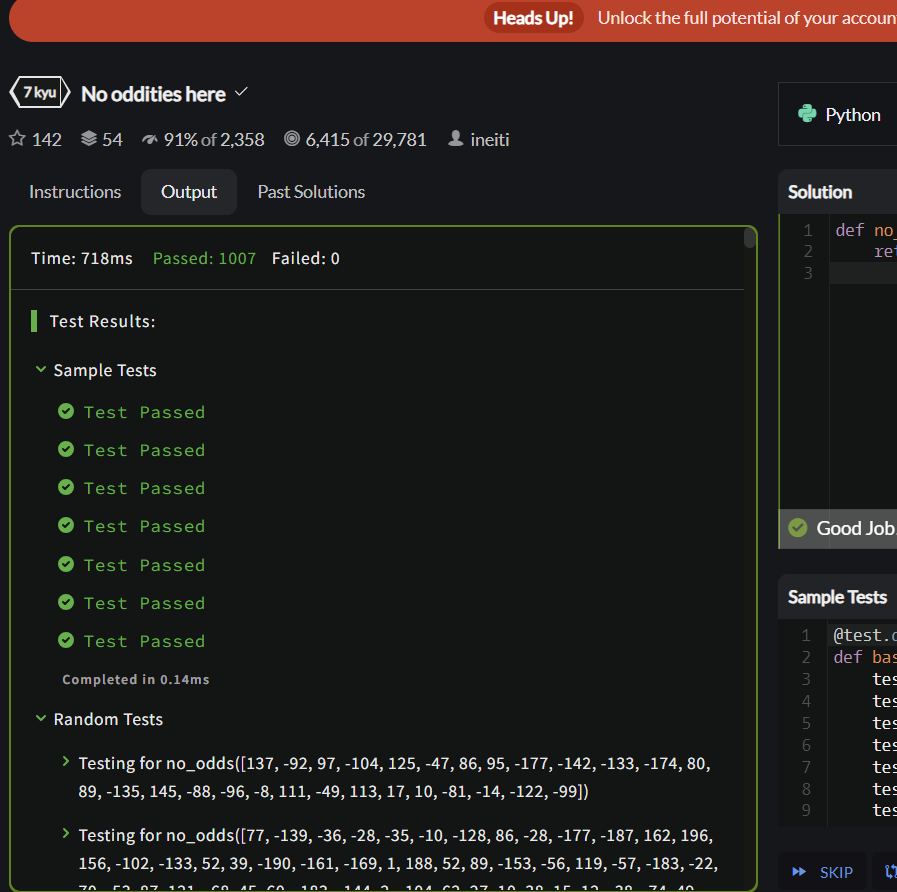 Heads Up! Unlock the full potential of your accoun
7 kyu No oddities here
142 54 91% of 2,358 6,415 of 29,781 ineiti
Instructions Output Past Solutions
Time: 718ms Passed: 1007 Failed: 0
Test Results:
Sample Tests
Test Passed
Test Passed
Test Passed
Test Passed
Test Passed
Test Passed
Test Passed
Completed in 0.14ms
Random Tests
Testing for no_odds([137, -92, 97, -104, 125, -47, 86, 95, -177, -142, -133, -174, 80,
89, -135, 145, -88, -96, -8, 111, -49, 113, 17, 10, -81, -14, -122, -99])
Testing for no_odds([77, -139, -36, -28, -35, -10, -128, 86, -28, -177, -187, 162, 196,
156, -102, -133, 52, 39, -190, -161, -169, 1, 188, 52, 89, -153, -56, 119, -57, -183, -22,
Python
Solution
1 def no_
2 ret
3
Good Job
Sample Tests
1 @test.d
2 def bas
3 tes
4 tes
5 tes
6 tes
7 tes
8 tes
9 tes
SKIP